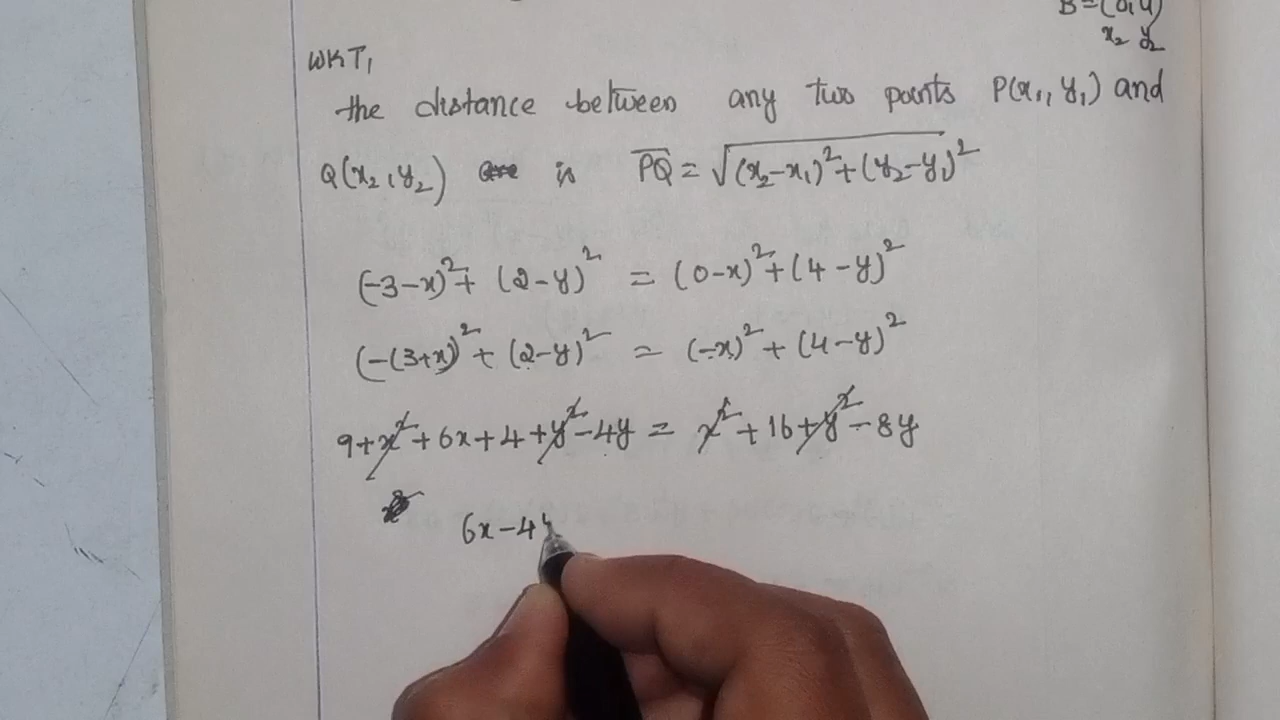 B=(0,4)
x₂ y₂
WKT,
the distance between any two points P(x₁, y₁) and
Q(x₂, y₂) is PQ = √(x₂-x₁)²+(y₂-y₁)²
(-3-x)²+ (2-y)² = (0-x)²+(4-y)²
(-(3+x)²+ (2-y)² = (-x)²+ (4-y)²
9+x²+6x+4+y²-4y = x²+16+y²-8y
6x-4y